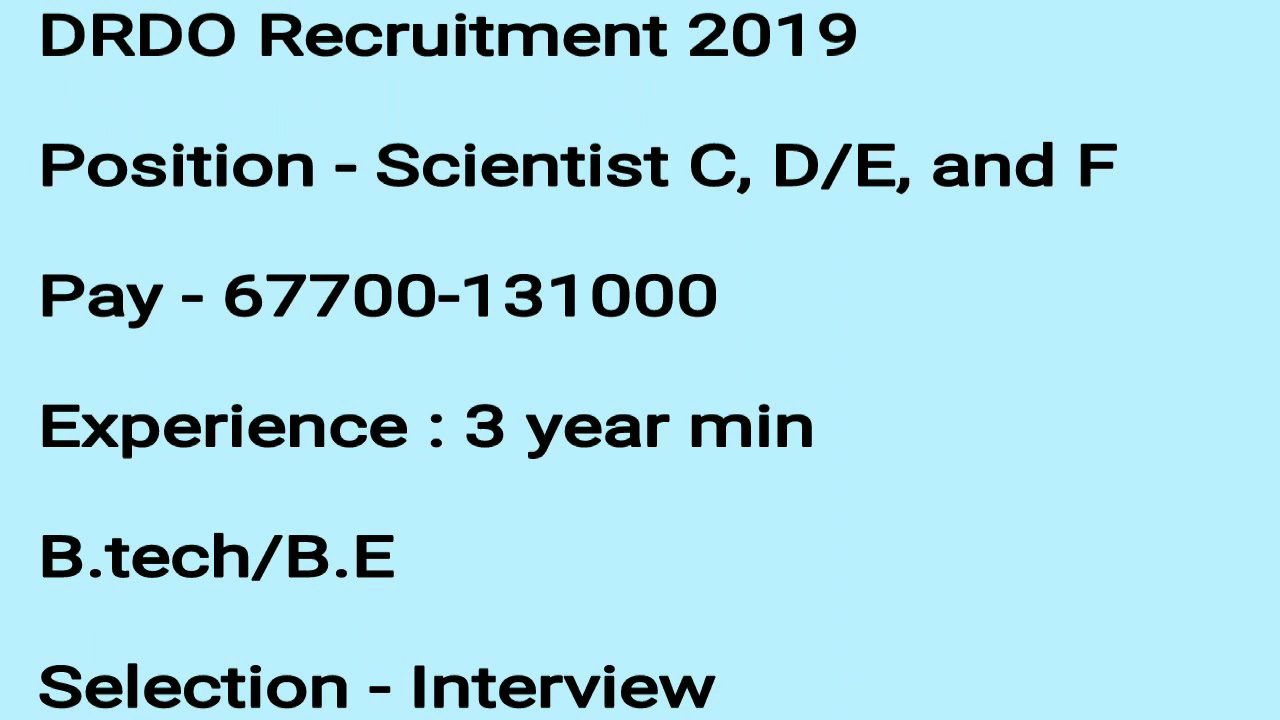 DRDO Recruitment 2019
Position - Scientist C, D/E, and F
Pay - 67700-131000
Experience : 3 year min
B.tech/B.E
Selection - Interview